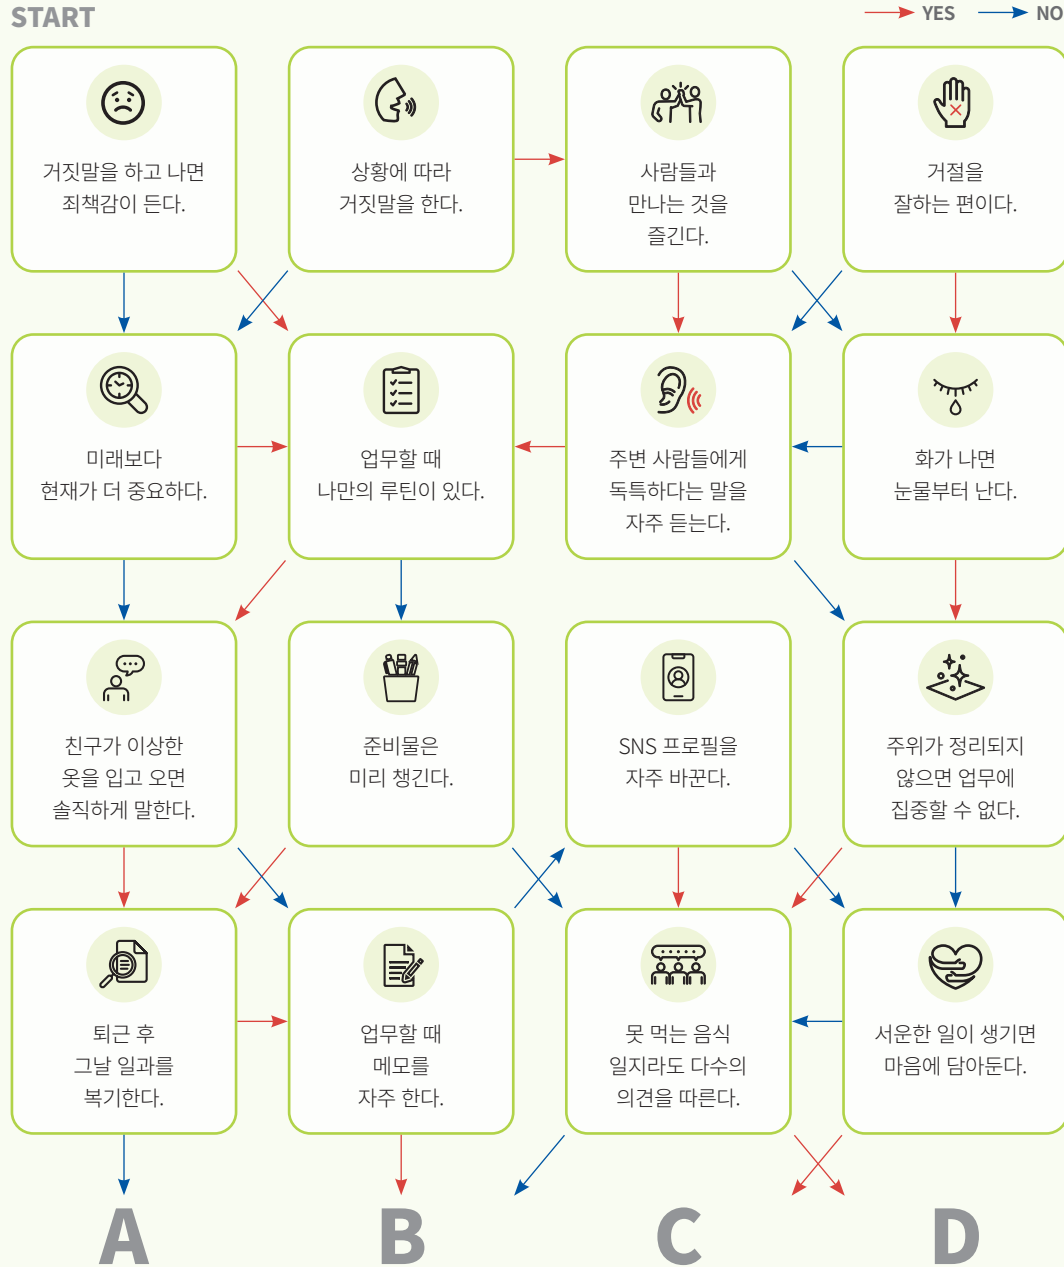 START
YES
NO
거짓말을 하고 나면
죄책감이 든다.
상황에 따라
거짓말을 한다.
사람들과
만나는 것을
즐긴다.
거절을
잘하는 편이다.
미래보다
현재가 더 중요하다.
업무할 때
나만의 루틴이 있다.
주변 사람들에게
독특하다는 말을
자주 듣는다.
화가 나면
눈물부터 난다.
친구가 이상한
옷을 입고 오면
솔직하게 말한다.
준비물은
미리 챙긴다.
SNS 프로필을
자주 바꾼다.
주위가 정리되지
않으면 업무에
집중할 수 없다.
퇴근 후
그날 일과를
복기한다.
업무할 때
메모를
자주 한다.
못 먹는 음식
일지라도 다수의
의견을 따른다.
서운한 일이 생기면
마음에 담아둔다.
A
B
C
D